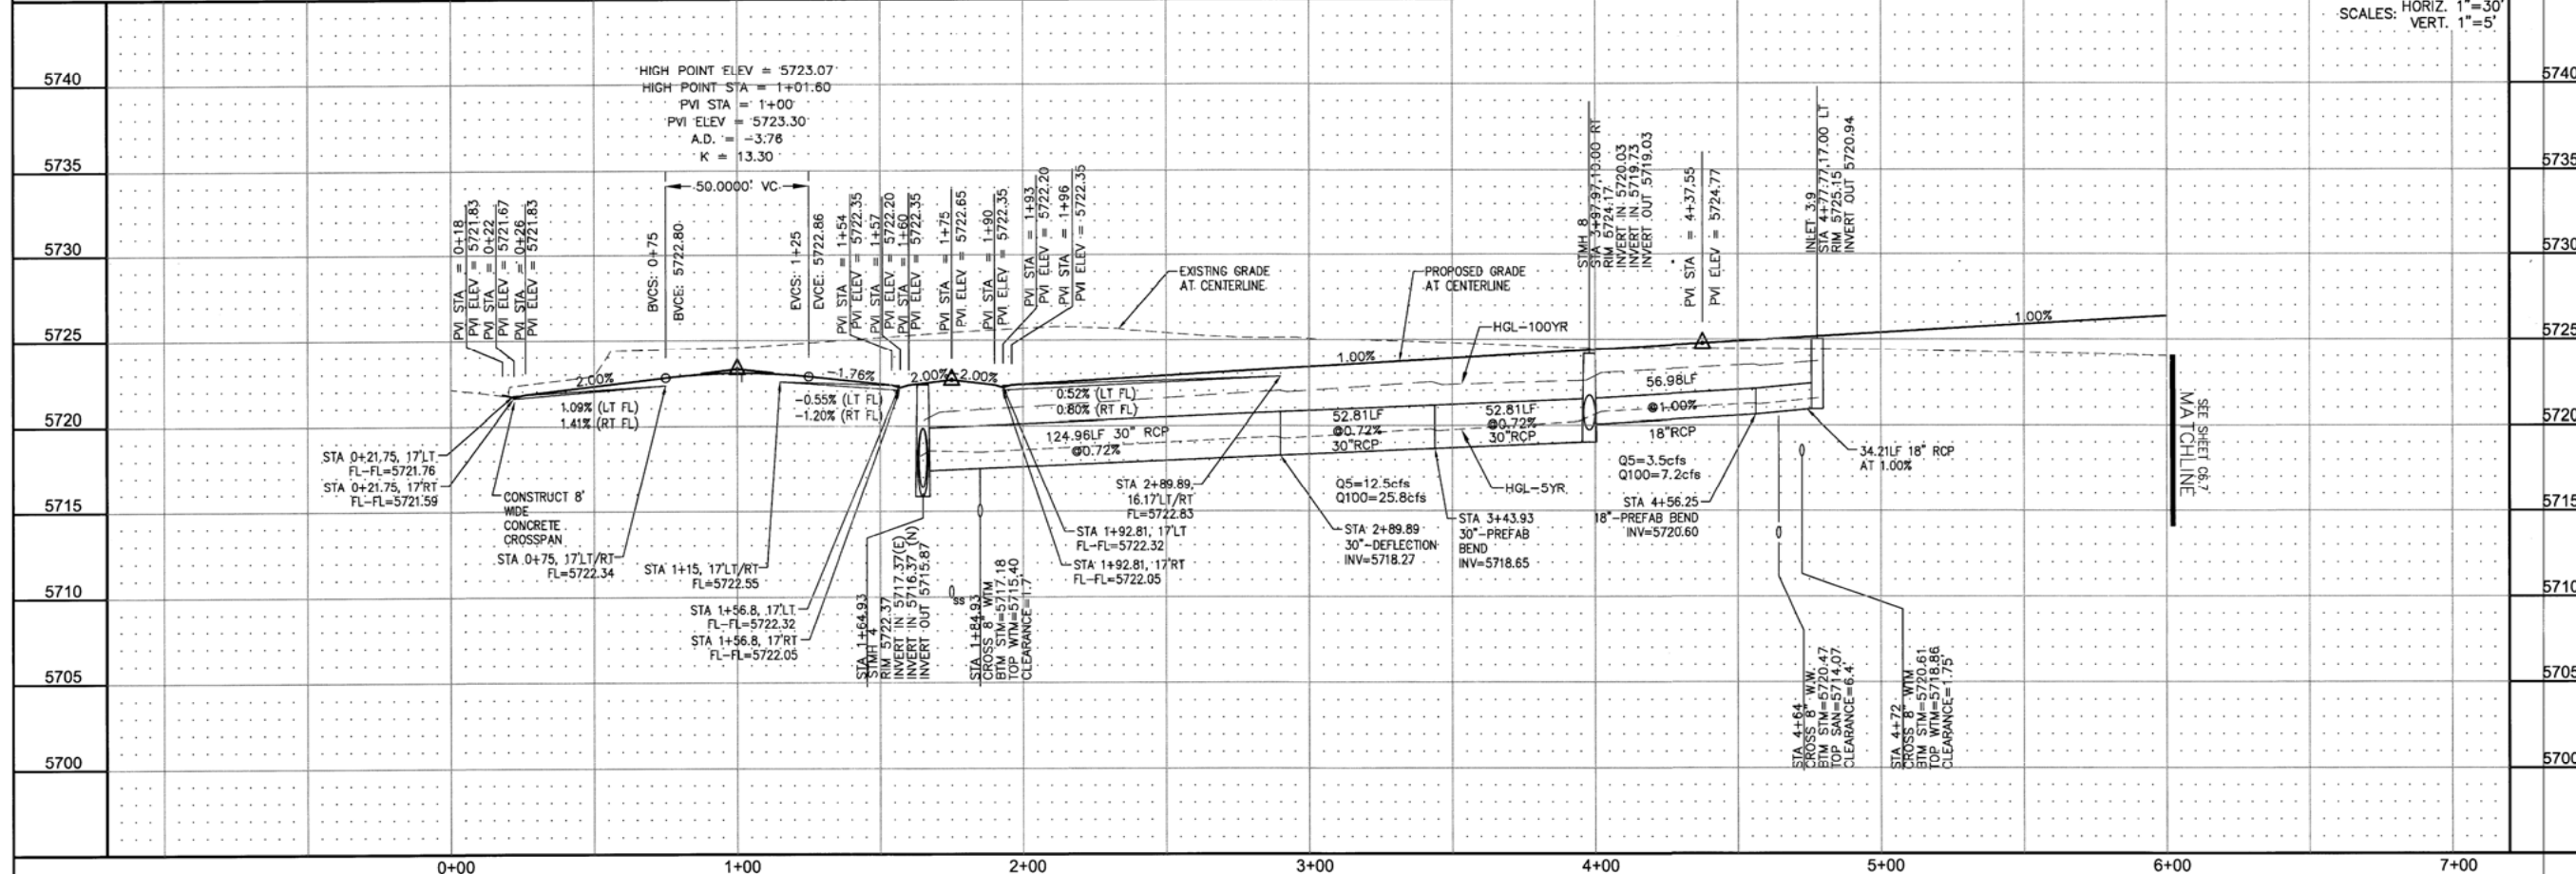 SCALES: HORIZ. 1"=30'
VERT. 1"=5'
5740
5735
5730
5725
5720
5715
5710
5705
5700
5740
5735
5730
5725
5720
5715
5710
5705
5700
HIGH POINT ELEV = 5723.07
HIGH POINT STA = 1+01.60
PVI STA = 1+00
PVI ELEV = 5723.30
A.D. = -3.76
K = 13.30
50.0000' VC
PVI STA = 0+18
PVI ELEV = 5721.83
PVI STA = 0+22
PVI ELEV = 5721.67
PVI STA = 0+26
PVI ELEV = 5721.83
BVCS: 0+75
BVCE: 5722.80
EVCS: 1+25
EVCE: 5722.86
PVI STA = 1+54
PVI ELEV = 5722.35
PVI STA = 1+57
PVI ELEV = 5722.20
PVI STA = 1+60
PVI ELEV = 5722.35
PVI STA = 1+75
PVI ELEV = 5722.65
PVI STA = 1+90
PVI ELEV = 5722.35
PVI STA = 1+93
PVI ELEV = 5722.20
PVI STA = 1+96
PVI ELEV = 5722.35
EXISTING GRADE
AT CENTERLINE
PROPOSED GRADE
AT CENTERLINE
HGL-100YR
STMH 8
STA 3+97.97,10.00 RT
RIM 5724.17
INVERT IN 5720.03
INVERT IN 5719.73
INVERT OUT 5719.03
PVI STA = 4+37.55
PVI ELEV = 5724.77
INLET 3.9
STA 4+77.77,17.00 LT
RIM 5725.15
INVERT OUT 5720.94
2.00%
-1.76%
2.00%
-2.00%
1.00%
1.00%
1.09% (LT FL)
1.41% (RT FL)
-0.55% (LT FL)
-1.20% (RT FL)
0.52% (LT FL)
0.80% (RT FL)
124.96LF 30" RCP
@0.72%
52.81LF
@0.72%
30"RCP
52.81LF
@0.72%
30"RCP
56.98LF
@1.00%
18"RCP
STA 0+21.75, 17'LT
FL-FL=5721.76
STA 0+21.75, 17'RT
FL-FL=5721.59
CONSTRUCT 8'
WIDE
CONCRETE
CROSSPAN
STA 0+75, 17'LT/RT
FL=5722.34
STA 1+15, 17'LT/RT
FL=5722.55
STA 1+56.8, 17'LT
FL-FL=5722.32
STA 1+56.8, 17'RT
FL-FL=5722.05
STA 1+64.93
STMH 4
RIM 5722.37
INVERT IN 5717.37(E)
INVERT IN 5716.37 (N)
INVERT OUT 5715.87
SS
STA 1+84.93
CROSS 8" WTM
BTM STM=5717.18
TOP WTM=5715.40
CLEARANCE=1.7'
STA 1+92.81, 17'LT
FL-FL=5722.32
STA 1+92.81, 17'RT
FL-FL=5722.05
STA 2+89.89,
16.17'LT/RT
FL=5722.83
Q5=12.5cfs
Q100=25.8cfs
STA 2+89.89
30"-DEFLECTION
INV=5718.27
HGL-5YR
STA 3+43.93
30"-PREFAB
BEND
INV=5718.65
Q5=3.5cfs
Q100=7.2cfs
STA 4+56.25
18"-PREFAB BEND
INV=5720.60
34.21LF 18" RCP
AT 1.00%
STA 4+64
CROSS 8" W.W.
BTM STM=5720.47
TOP SAN=5714.07
CLEARANCE=6.4'
STA 4+72
CROSS 8" WTM
BTM STM=5720.61
TOP WTM=5718.86
CLEARANCE=1.75'
SEE SHEET C6.7
MATCHLINE
0+00
1+00
2+00
3+00
4+00
5+00
6+00
7+00